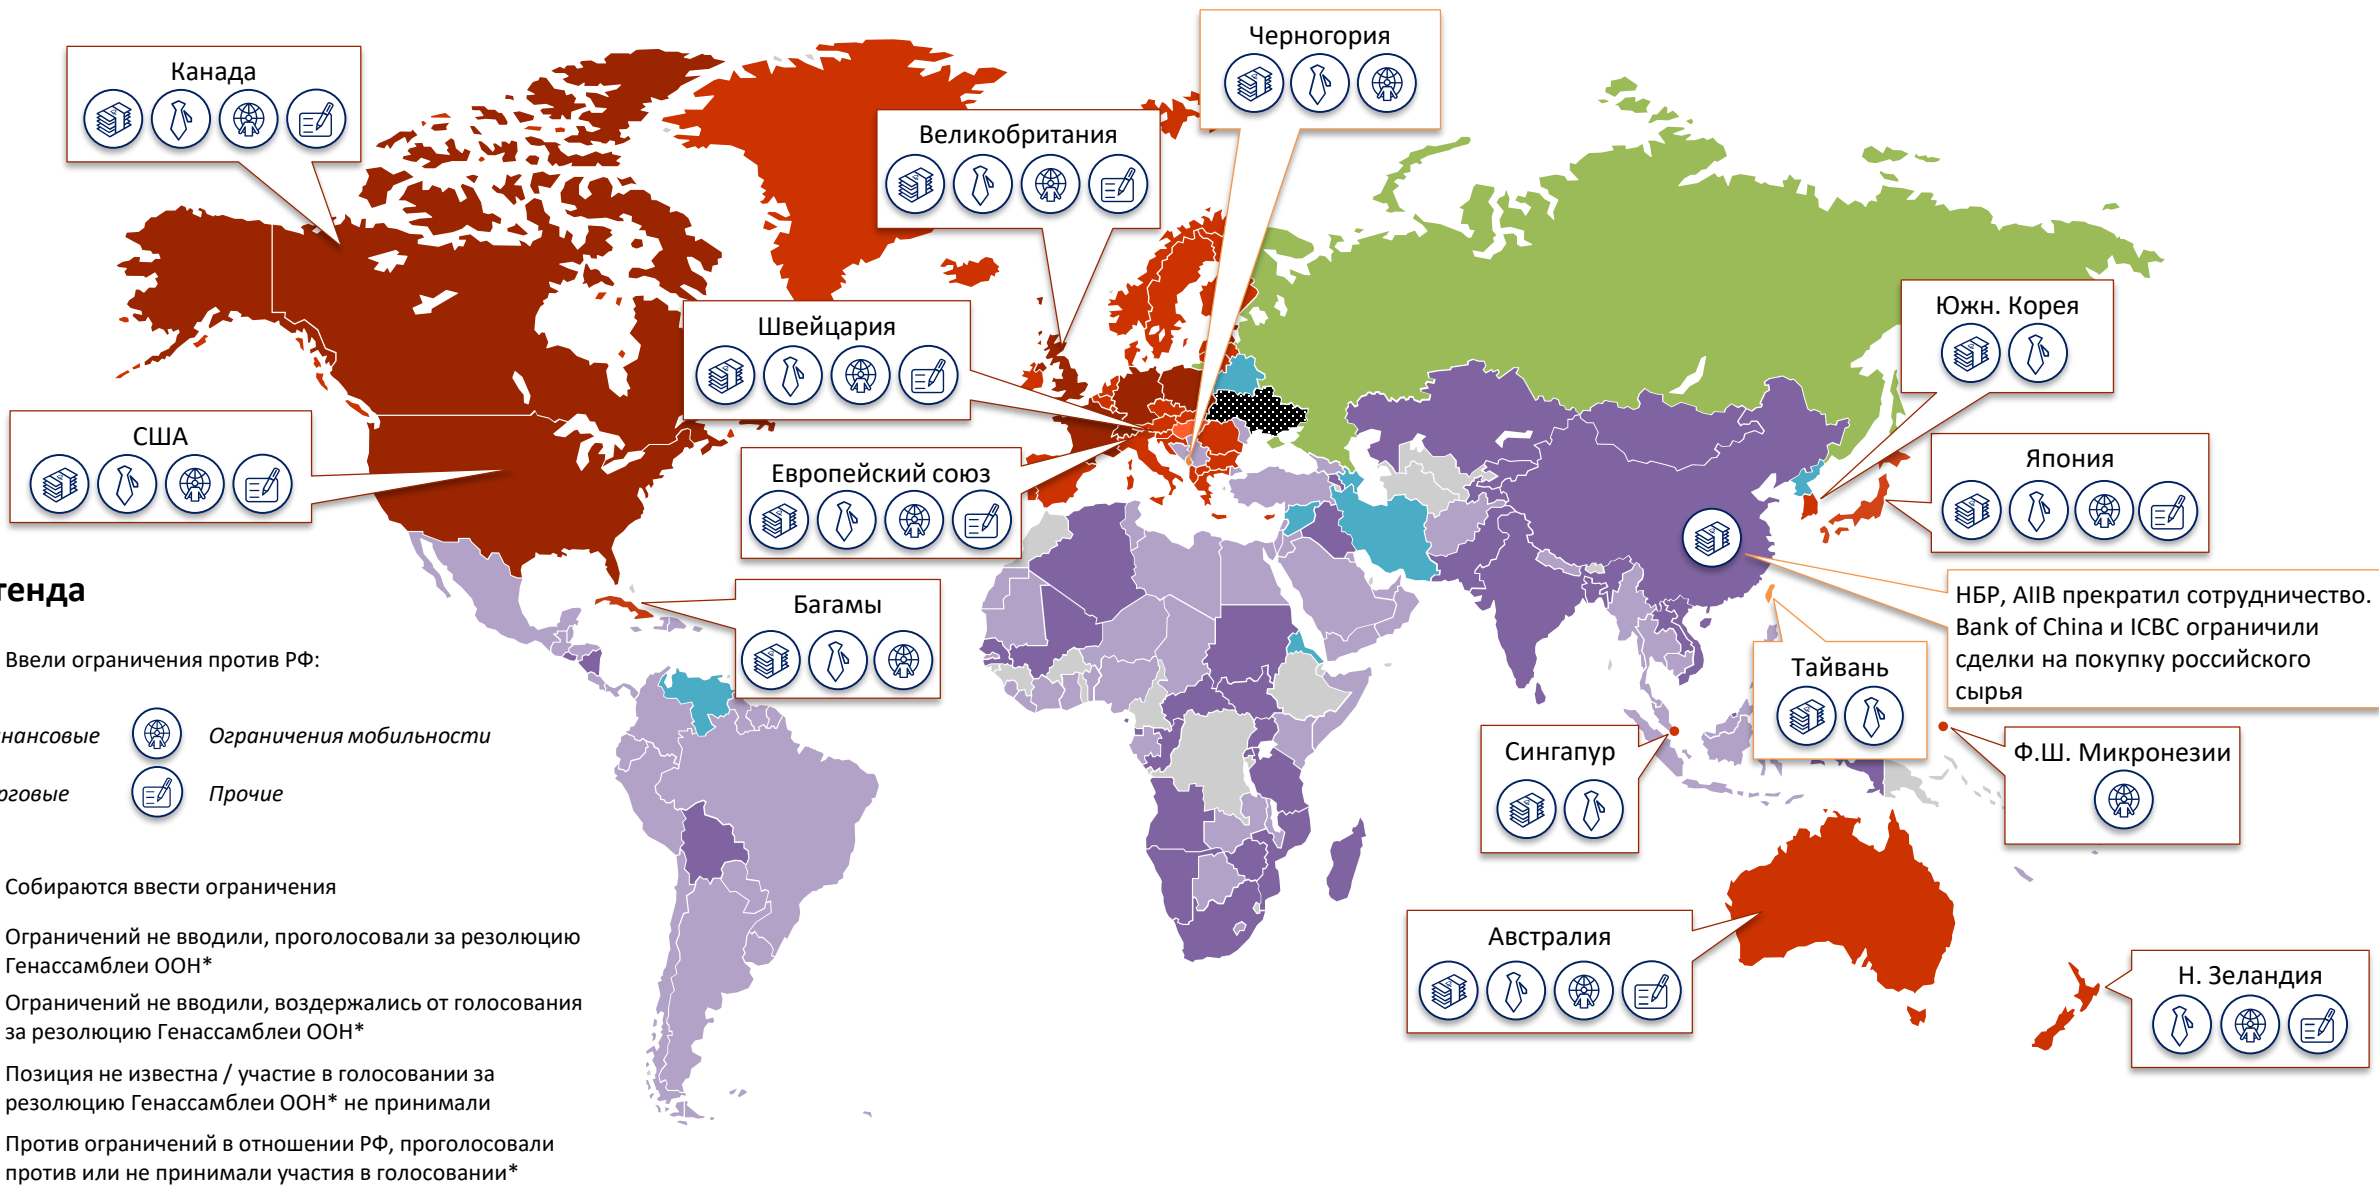 Черногория
Канада
Великобритания
Южн. Корея
Швейцария
США
Европейский союз
Япония
Багамы
НБР, AIIB прекратил сотрудничество.
Bank of China и ICBC ограничили
сделки на покупку российского
сырья
Тайвань
Сингапур
Ф.Ш. Микронезии
Австралия
Н. Зеландия
генда
Ввели ограничения против РФ:
нансовые
Ограничения мобильности
рговые
Прочие
Собираются ввести ограничения
Ограничений не вводили, проголосовали за резолюцию
Генассамблеи ООН*
Ограничений не вводили, воздержались от голосования
за резолюцию Генассамблеи ООН*
Позиция не известна / участие в голосовании за
резолюцию Генассамблеи ООН* не принимали
Против ограничений в отношении РФ, проголосовали
против или не принимали участия в голосовании*